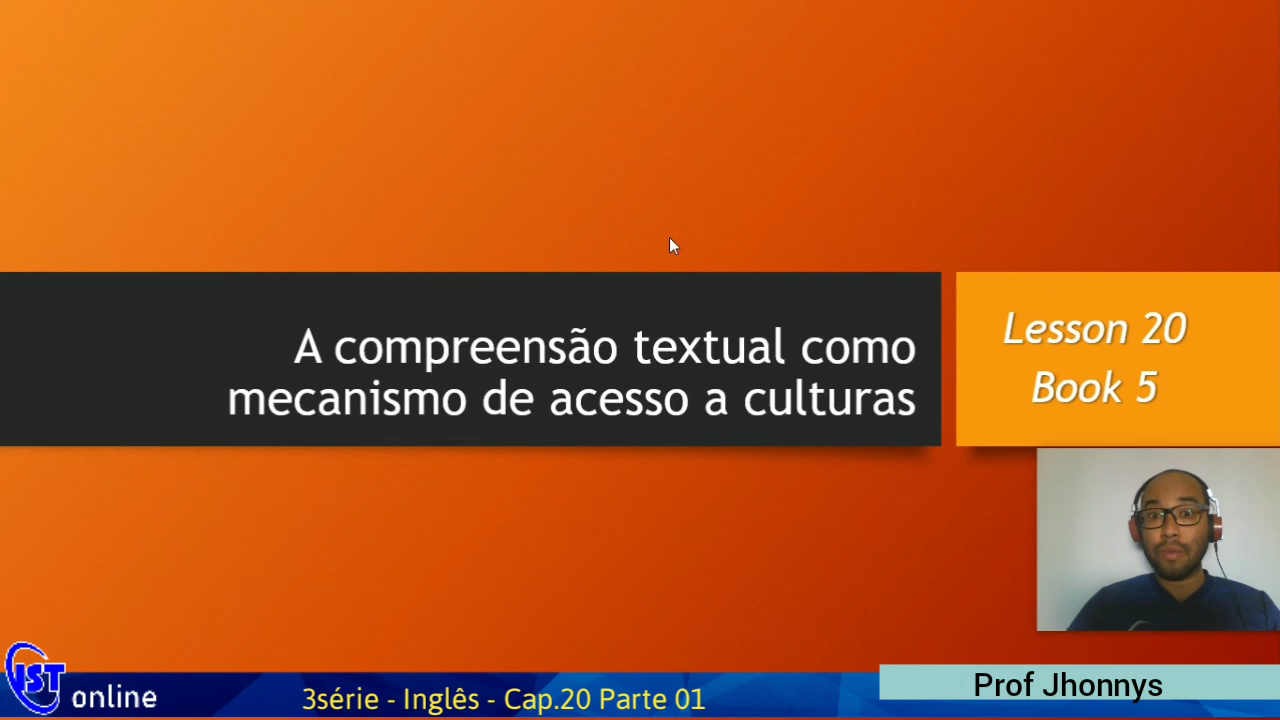 A compreensão textual como
mecanismo de acesso a culturas
Lesson 20
Book 5
IST
online
3série - Inglês - Cap.20 Parte 01
Prof Jhonnys